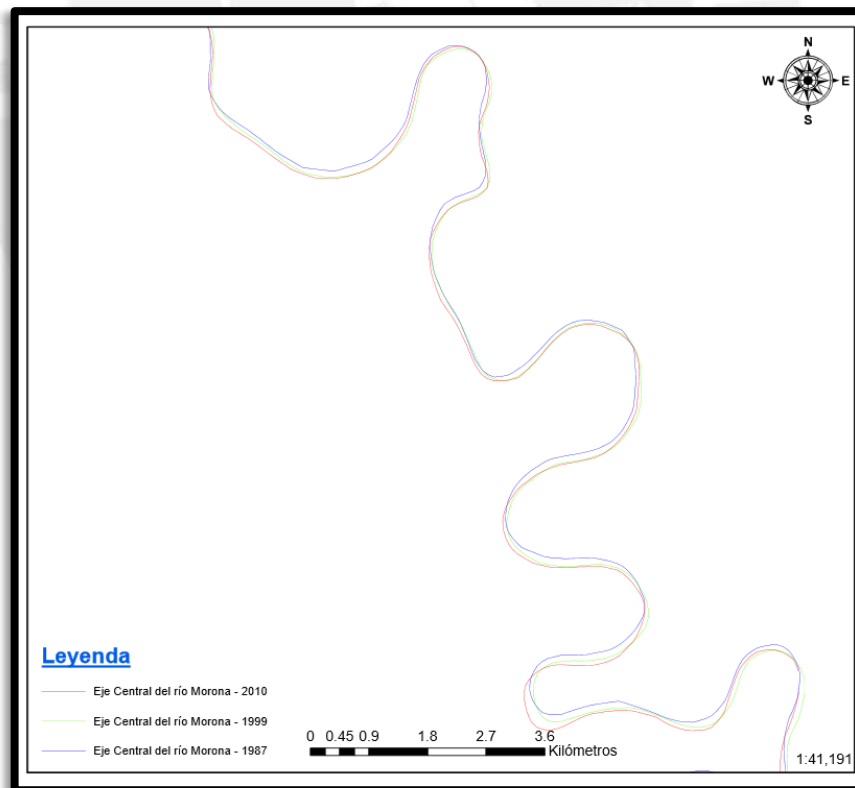 N
W E
S
Leyenda
Eje Central del río Morona - 2010
Eje Central del río Morona - 1999
Eje Central del río Morona - 1987
0 0.45 0.9 1.8 2.7 3.6
Kilómetros
1:41,191